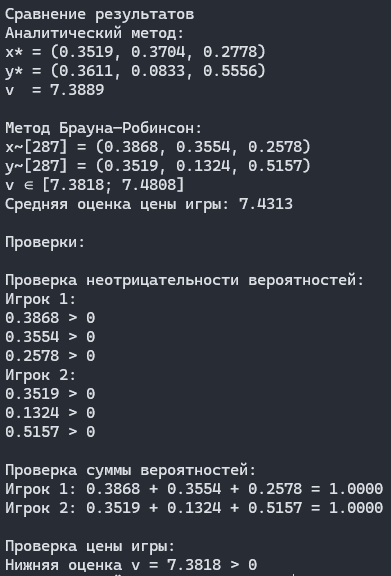 Сравнение результатов
Аналитический метод:
x* = (0.3519, 0.3704, 0.2778)
y* = (0.3611, 0.0833, 0.5556)
v  = 7.3889
Метод Брауна—Робинсон:
x~[287] = (0.3868, 0.3554, 0.2578)
y~[287] = (0.3519, 0.1324, 0.5157)
v ∈ [7.3818; 7.4808]
Средняя оценка цены игры: 7.4313
Проверки:
Проверка неотрицательности вероятностей:
Игрок 1:
0.3868 > 0
0.3554 > 0
0.2578 > 0
Игрок 2:
0.3519 > 0
0.1324 > 0
0.5157 > 0
Проверка суммы вероятностей:
Игрок 1: 0.3868 + 0.3554 + 0.2578 = 1.0000
Игрок 2: 0.3519 + 0.1324 + 0.5157 = 1.0000
Проверка цены игры:
Нижняя оценка v = 7.3818 > 0